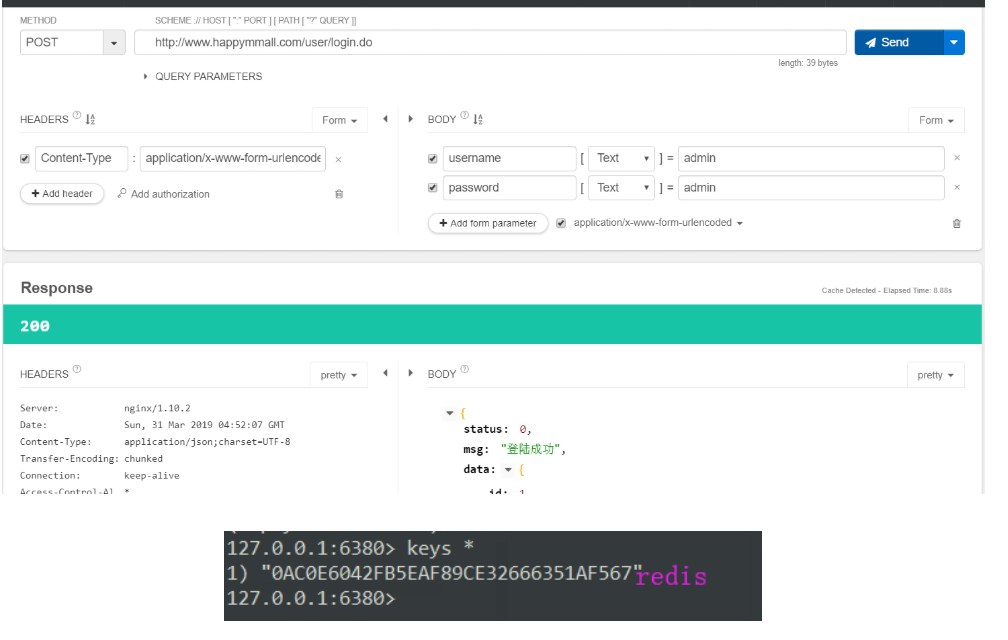 METHOD
SCHEME :// HOST [ ":" PORT ] [ PATH [ "?" QUERY ]]
POST
http://www.happymmall.com/user/login.do
Send
length: 39 bytes
QUERY PARAMETERS
HEADERS ? Form
BODY ? Form
Content-Type : application/x-www-form-urlencode ×
+ Add header Add authorization
username [ Text ] = admin ×
password [ Text ] = admin ×
+ Add form parameter application/x-www-form-urlencoded
Response
Cache Detected - Elapsed Time: 8.88s
200
HEADERS ? pretty
BODY ? pretty
Server: nginx/1.10.2
Date: Sun, 31 Mar 2019 04:52:07 GMT
Content-Type: application/json;charset=UTF-8
Transfer-Encoding: chunked
Connection: keep-alive
Access-Control-Al *
{
status: 0,
msg: "登陆成功",
data: {
id: 1
127.0.0.1:6380> keys *
1) "0AC0E6042FB5EAF89CE32666351AF567"
redis
127.0.0.1:6380>